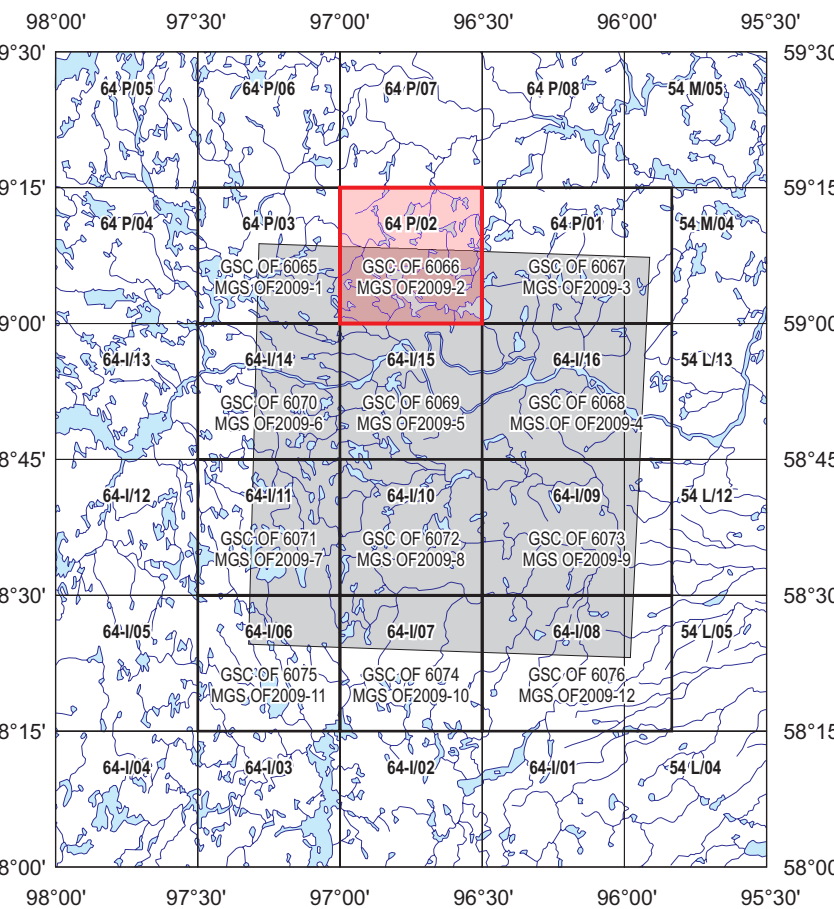 98°00' 97°30' 97°00' 96°30' 96°00' 95°30'
9°30' 59°30
64 P/05 64 P/06 64 P/07 64 P/08 54 M/05
9°15' 59°15
64 P/04 64 P/03 64 P/02 64 P/01 54 M/04
GSC OF 6065 GSC OF 6066 GSC OF 6067
MGS OF2009-1 MGS OF2009-2 MGS OF2009-3
9°00' 59°00
64-I/13 64-I/14 64-I/15 64-I/16 54 L/13
GSC OF 6070 GSC OF 6069 GSC OF 6068
MGS OF2009-6 MGS OF2009-5 MGS OF OF2009-4
8°45' 58°45
64-I/12 64-I/11 64-I/10 64-I/09 54 L/12
GSC OF 6071 GSC OF 6072 GSC OF 6073
MGS OF2009-7 MGS OF2009-8 MGS OF2009-9
8°30' 58°30
64-I/05 64-I/06 64-I/07 64-I/08 54 L/05
GSC OF 6075 GSC OF 6074 GSC OF 6076
MGS OF2009-11 MGS OF2009-10 MGS OF2009-12
8°15' 58°15
64-I/04 64-I/03 64-I/02 64-I/01 54 L/04
8°00' 58°00
98°00' 97°30' 97°00' 96°30' 96°00' 95°30'